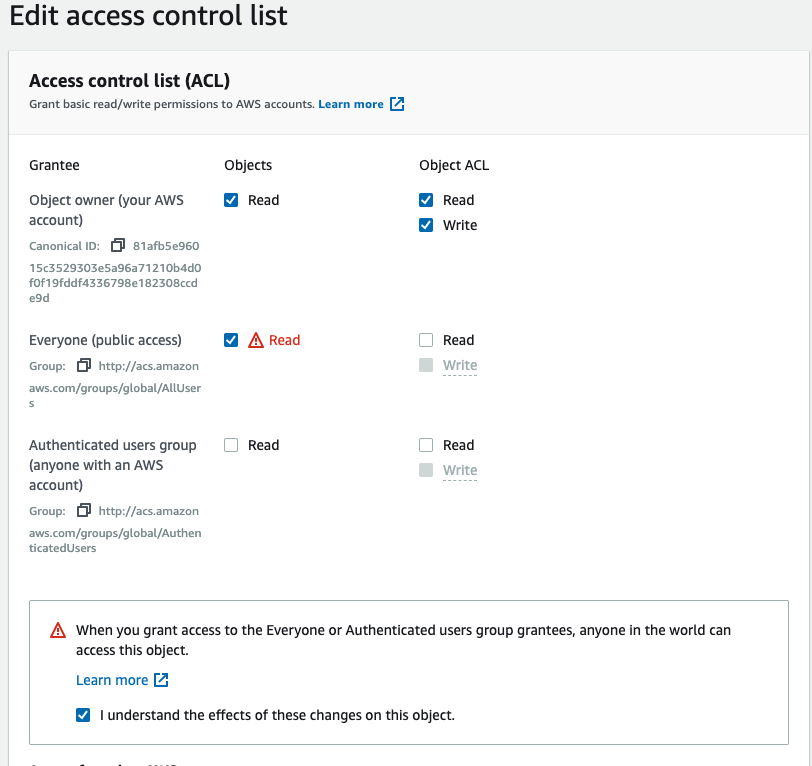 Edit access control list
Access control list (ACL)
Grant basic read/write permissions to AWS accounts. Learn more
Grantee Objects Object ACL
Object owner (your AWS Read Read
account) Write
Canonical ID: 81afb5e960
15c3529303e5a96a71210b4d0
f0f19fddf4336798e182308ccd
e9d
Everyone (public access) Read Read
Group: http://acs.amazon Write
aws.com/groups/global/AllUser
s
Authenticated users group Read Read
(anyone with an AWS Write
account)
Group: http://acs.amazon
aws.com/groups/global/Authen
ticatedUsers
When you grant access to the Everyone or Authenticated users group grantees, anyone in the world can
access this object.
Learn more
I understand the effects of these changes on this object.